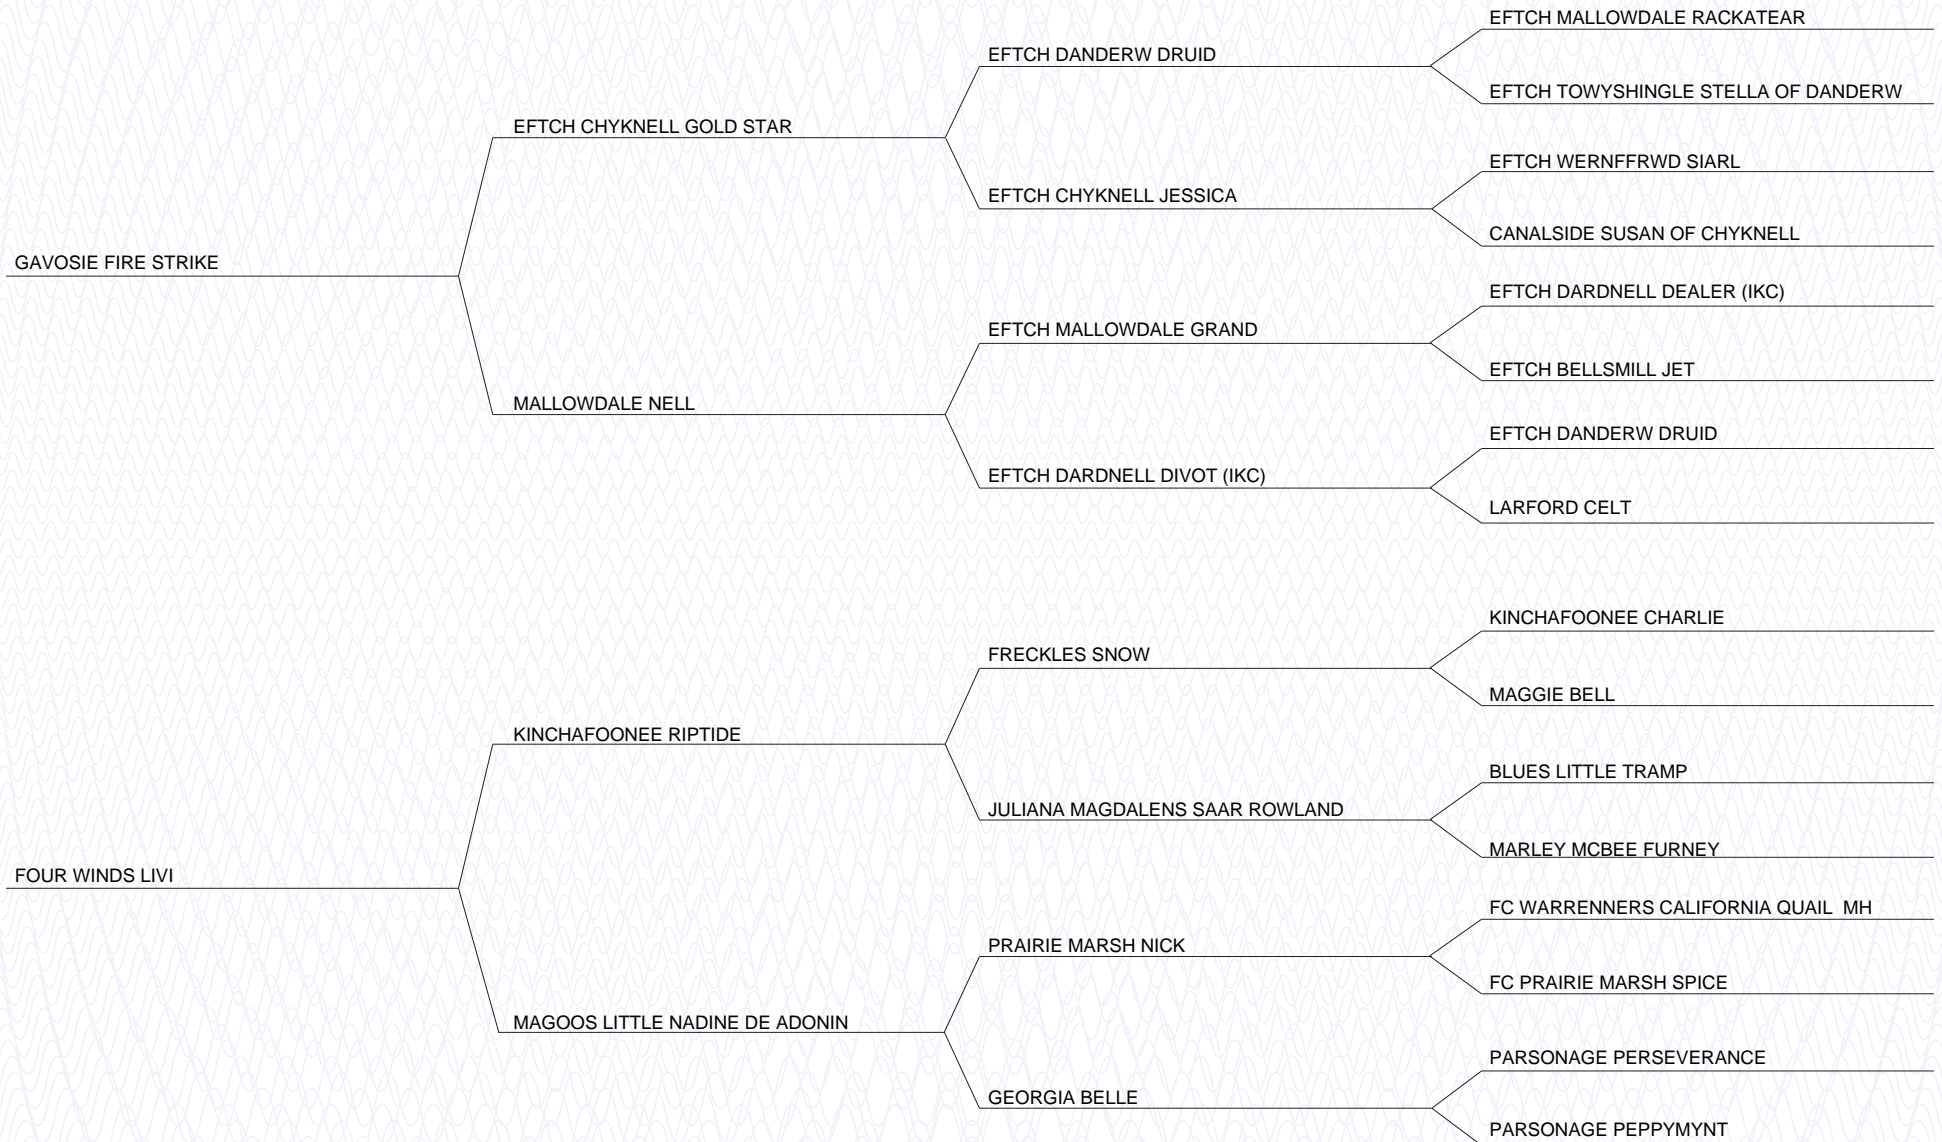 EFTCH MALLOWDALE RACKATEAR
EFTCH DANDERW DRUID
EFTCH TOWYSHINGLE STELLA OF DANDERW
EFTCH CHYKNELL GOLD STAR
EFTCH WERNFFRWD SIARL
EFTCH CHYKNELL JESSICA
CANALSIDE SUSAN OF CHYKNELL
GAVOSIE FIRE STRIKE
EFTCH DARDNELL DEALER (IKC)
EFTCH MALLOWDALE GRAND
EFTCH BELLSMILL JET
MALLOWDALE NELL
EFTCH DANDERW DRUID
EFTCH DARDNELL DIVOT (IKC)
LARFORD CELT
KINCHAFOONEE CHARLIE
FRECKLES SNOW
MAGGIE BELL
KINCHAFOONEE RIPTIDE
BLUES LITTLE TRAMP
JULIANA MAGDALENS SAAR ROWLAND
MARLEY MCBEE FURNEY
FOUR WINDS LIVI
FC WARRENNERS CALIFORNIA QUAIL  MH
PRAIRIE MARSH NICK
FC PRAIRIE MARSH SPICE
MAGOOS LITTLE NADINE DE ADONIN
PARSONAGE PERSEVERANCE
GEORGIA BELLE
PARSONAGE PEPPYMYNT